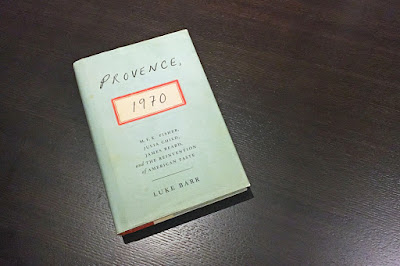 PROVENCE,
1970
M.F.K. FISHER,
JULIA CHILD,
JAMES BEARD,
and THE REINVENTION
of AMERICAN TASTE
LUKE BARR